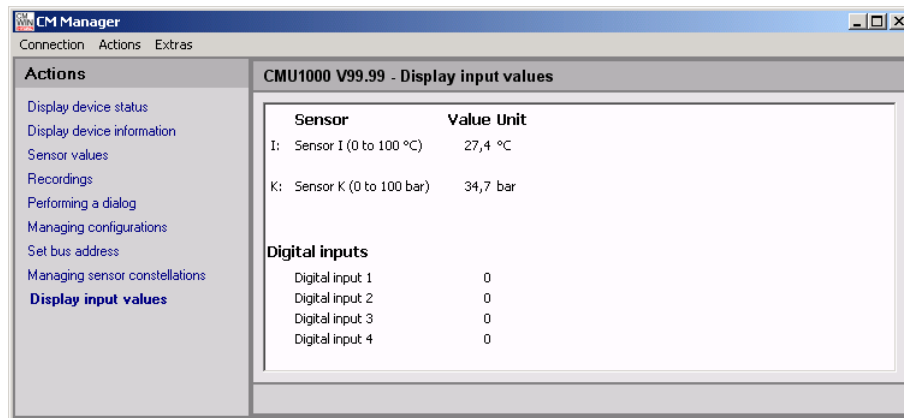 CM Manager
Connection Actions Extras
Actions
Display device status
Display device information
Sensor values
Recordings
Performing a dialog
Managing configurations
Set bus address
Managing sensor constellations
Display input values
CMU1000 V99.99 - Display input values
Sensor Value Unit
I: Sensor I (0 to 100 °C) 27,4 °C
K: Sensor K (0 to 100 bar) 34,7 bar
Digital inputs
Digital input 1 0
Digital input 2 0
Digital input 3 0
Digital input 4 0